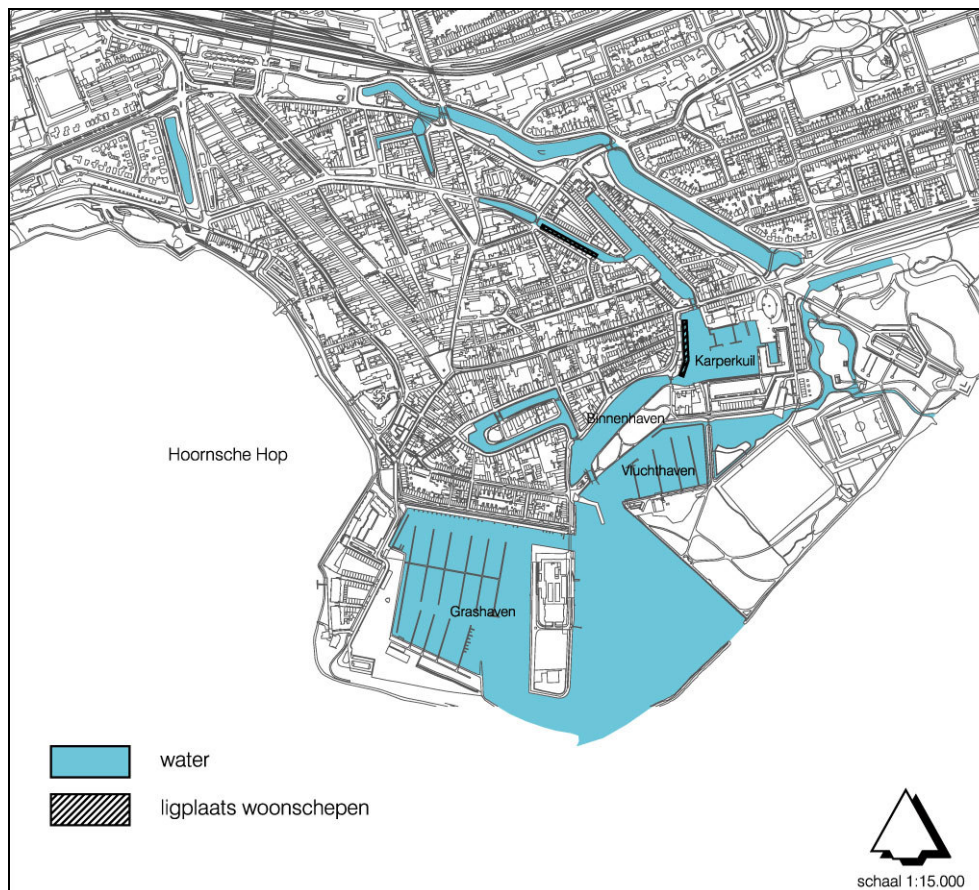 Karperkuil
Binnenhaven
Hoornsche Hop
Vluchthaven
Grashaven
water
ligplaats woonschepen
schaal 1:15.000